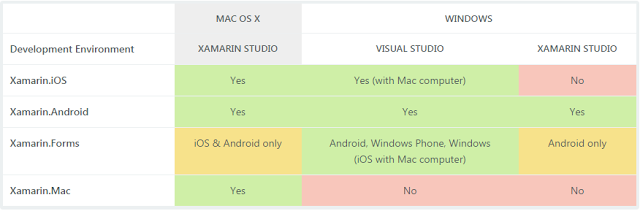 MAC OS X WINDOWS
Development Environment XAMARIN STUDIO VISUAL STUDIO XAMARIN STUDIO
Xamarin.iOS Yes Yes (with Mac computer) No
Xamarin.Android Yes Yes Yes
Xamarin.Forms iOS & Android only Android, Windows Phone, Windows Android only
(iOS with Mac computer)
Xamarin.Mac Yes No No